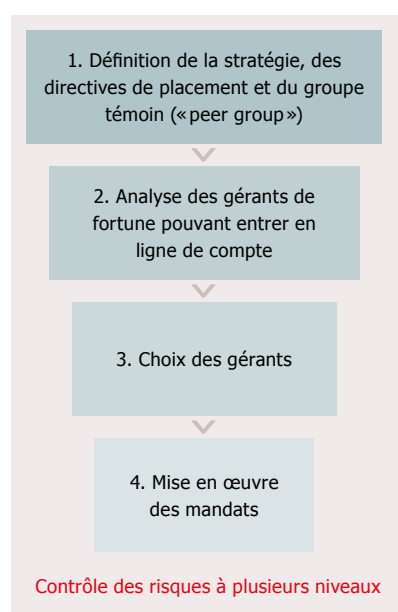 1. Définition de la stratégie, des
directives de placement et du groupe
témoin («peer group»)
2. Analyse des gérants de
fortune pouvant entrer en
ligne de compte
3. Choix des gérants
4. Mise en œuvre
des mandats
Contrôle des risques à plusieurs niveaux